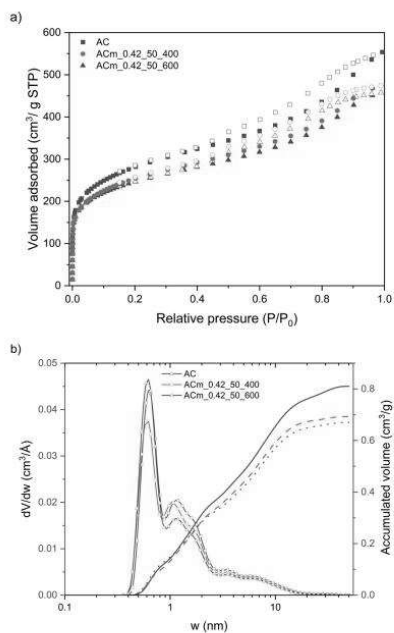 a)
600
500
400
300
200
100
0
Volume adsorbed (cm³/ g STP)
AC
ACm_0.42_50_400
ACm_0.42_50_600
0.0 0.2 0.4 0.6 0.8 1.0
Relative pressure (P/P₀)
b)
0.05
0.04
0.03
0.02
0.01
0.00
dV/dw (cm³/Å)
AC
ACm_0.42_50_400
ACm_0.42_50_600
0.8
0.6
0.4
0.2
0.0
Accumulated volume (cm³/g)
0.1 1 10
w (nm)